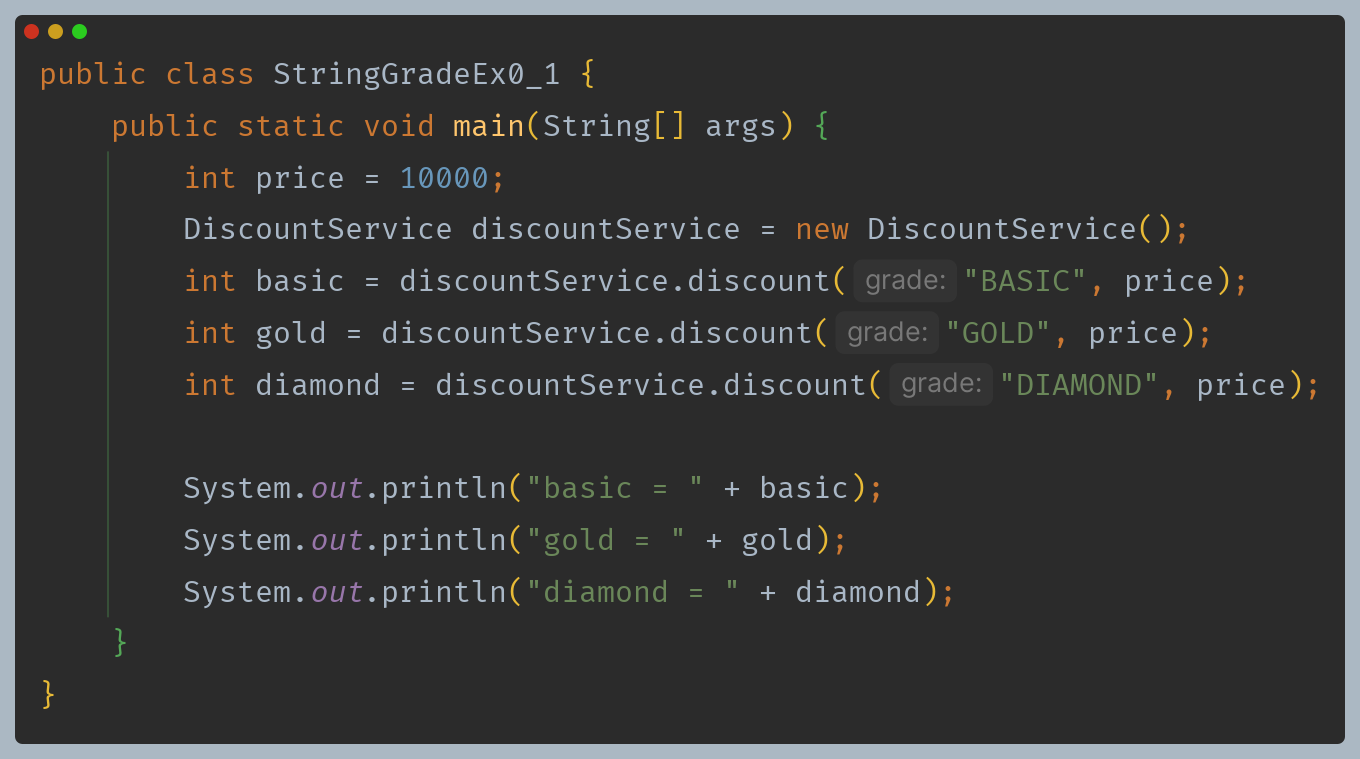 public class StringGradeEx0_1 {
    public static void main(String[] args) {
        int price = 10000;
        DiscountService discountService = new DiscountService();
        int basic = discountService.discount( grade: "BASIC", price);
        int gold = discountService.discount( grade: "GOLD", price);
        int diamond = discountService.discount( grade: "DIAMOND", price);

        System.out.println("basic = " + basic);
        System.out.println("gold = " + gold);
        System.out.println("diamond = " + diamond);
    }
}